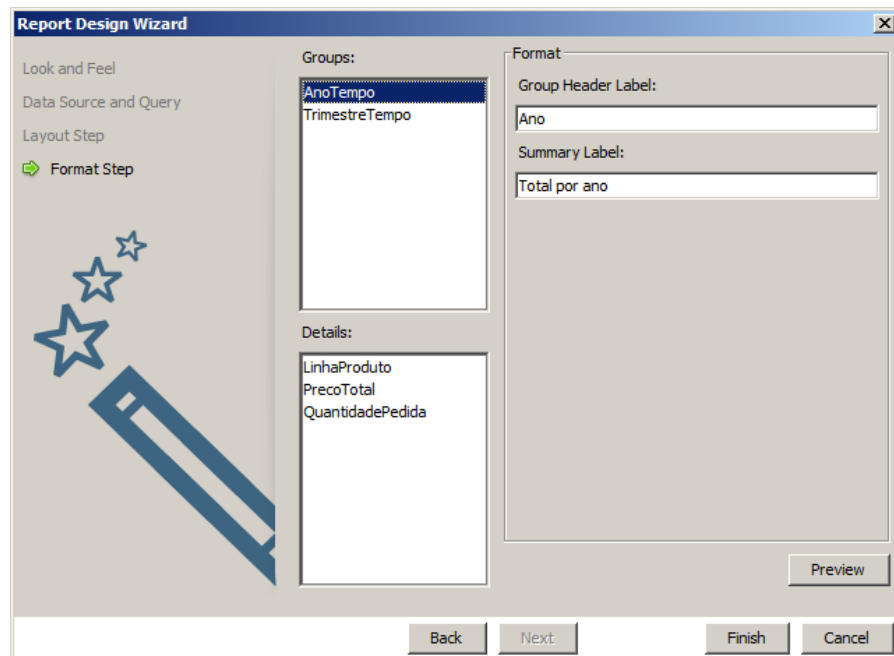 Report Design Wizard
Look and Feel
Data Source and Query
Layout Step
Format Step
Groups:
AnoTempo
TrimestreTempo
Details:
LinhaProduto
PrecoTotal
QuantidadePedida
Format
Group Header Label:
Ano
Summary Label:
Total por ano
Preview
Back
Next
Finish
Cancel